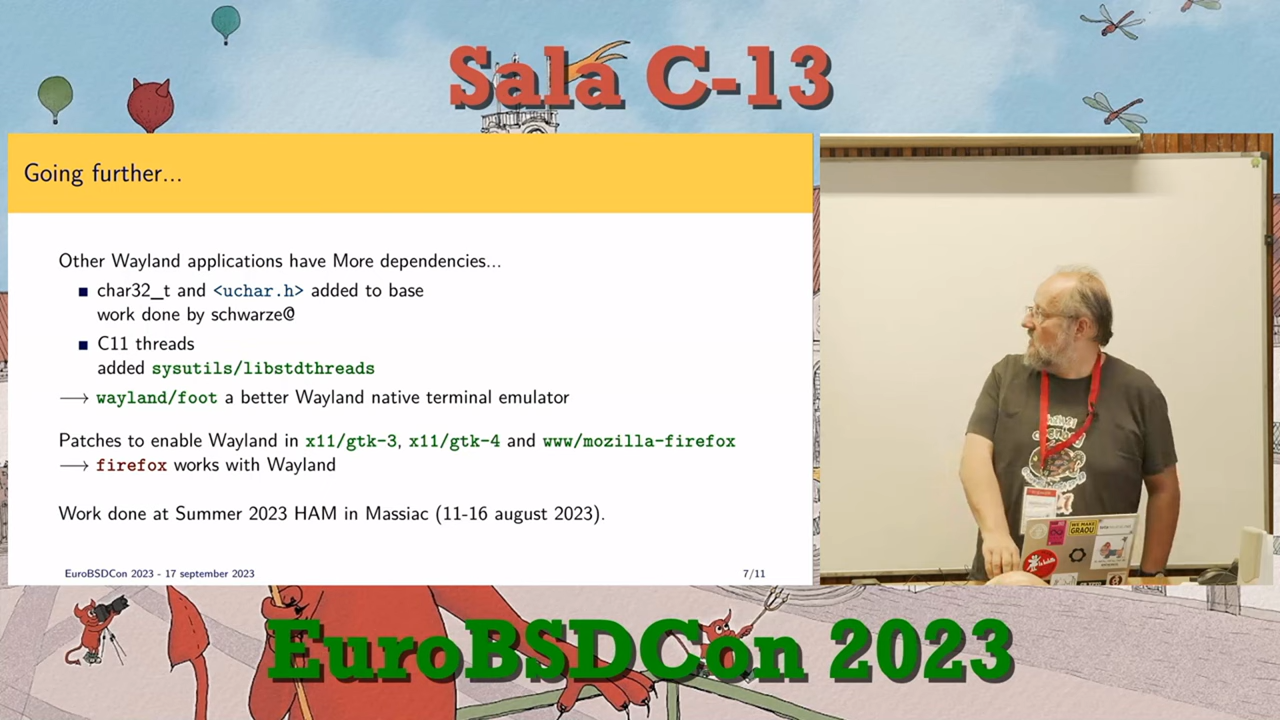 Sala C-13
Going further...
Other Wayland applications have More dependencies...
■ char32_t and <uchar.h> added to base
work done by schwarze@
■ C11 threads
added sysutils/libstdthreads
⟶ wayland/foot a better Wayland native terminal emulator
Patches to enable Wayland in x11/gtk-3, x11/gtk-4 and www/mozilla-firefox
⟶ firefox works with Wayland
Work done at Summer 2023 HAM in Massiac (11-16 august 2023).
EuroBSDCon 2023 - 17 september 2023
7/11
WE MAKE
GRAOU
EuroBSDCon 2023